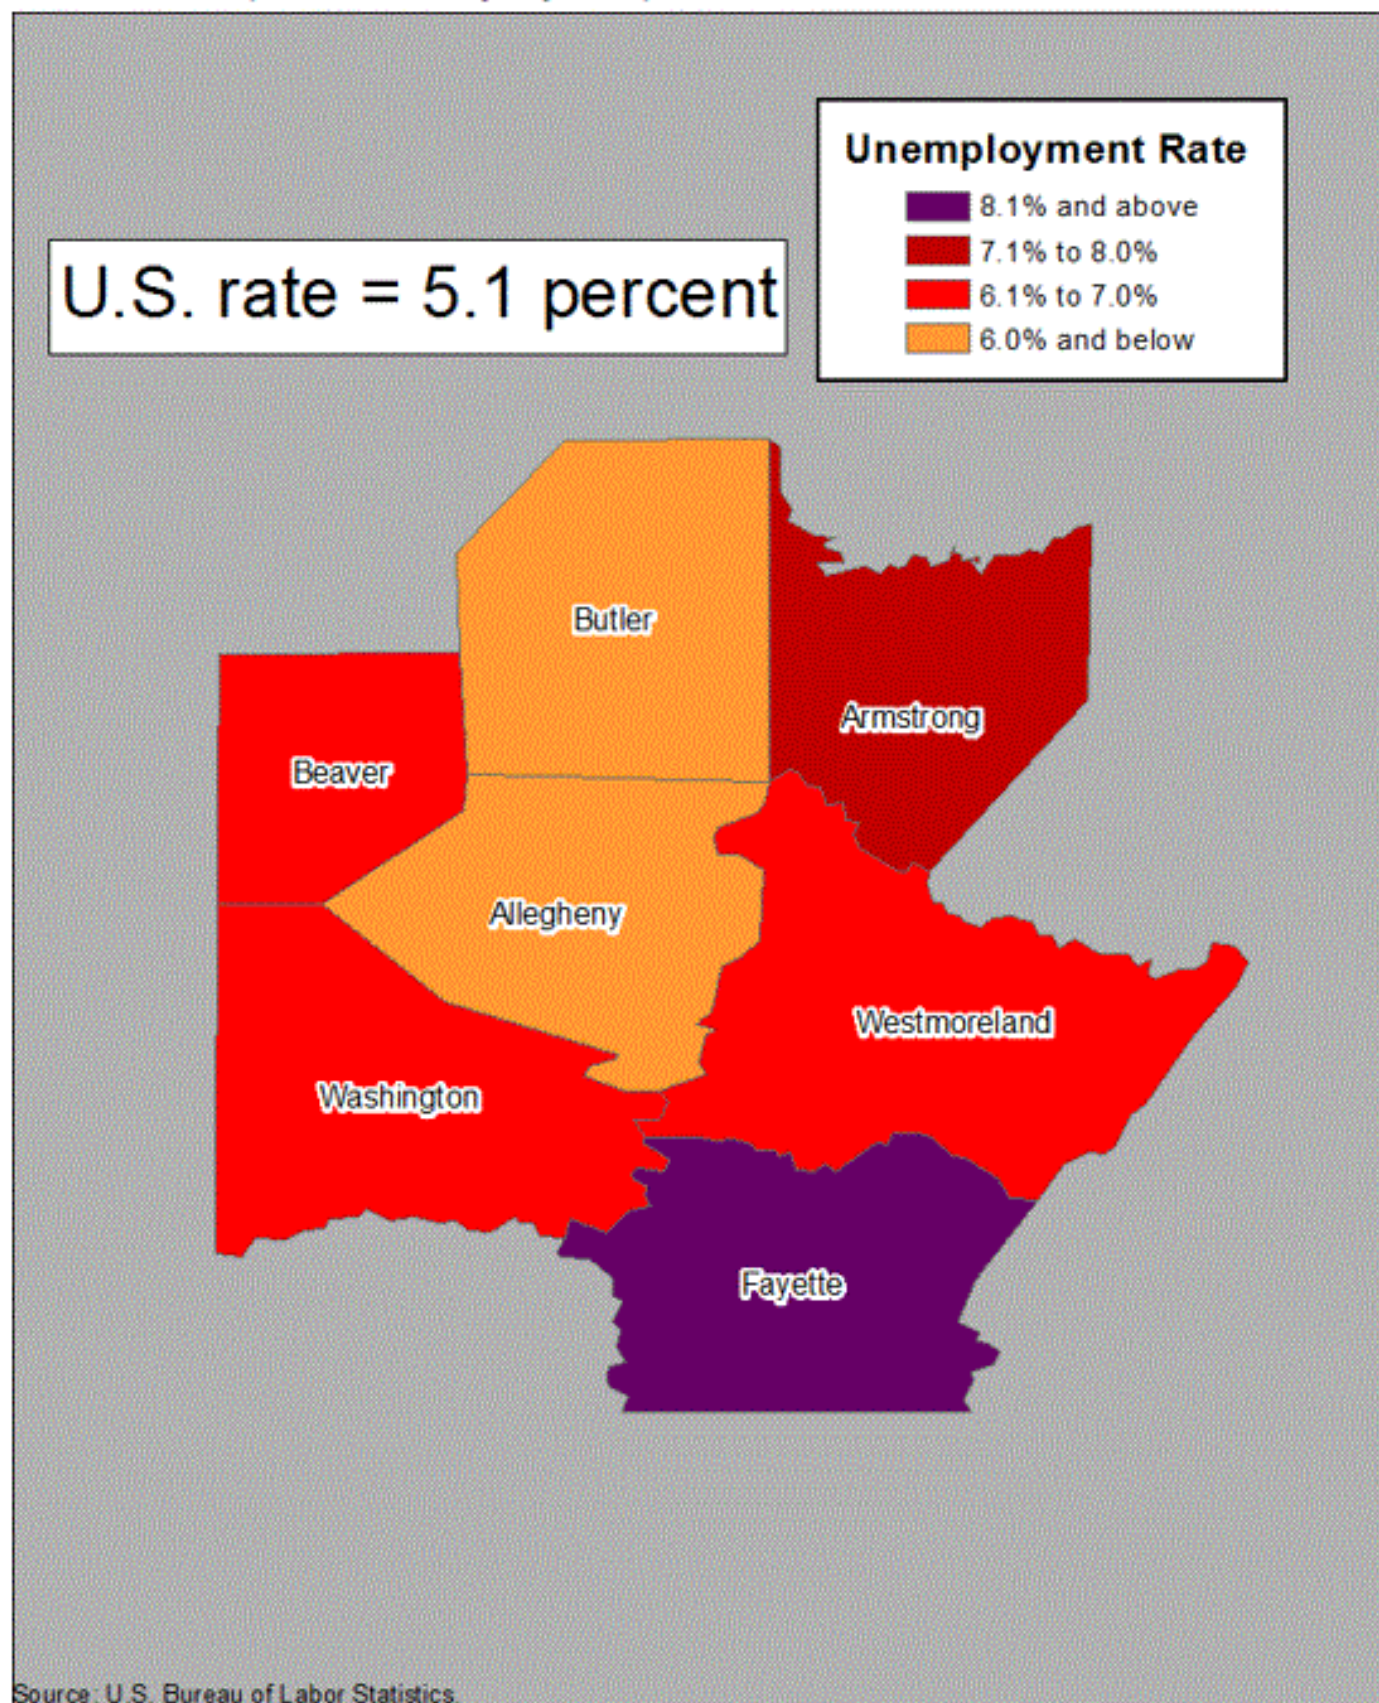 Unemployment Rate
8.1% and above
7.1% to 8.0%
6.1% to 7.0%
6.0% and below
U.S. rate = 5.1 percent
Butler
Armstrong
Beaver
Allegheny
Westmoreland
Washington
Fayette
Source: U.S. Bureau of Labor Statistics.